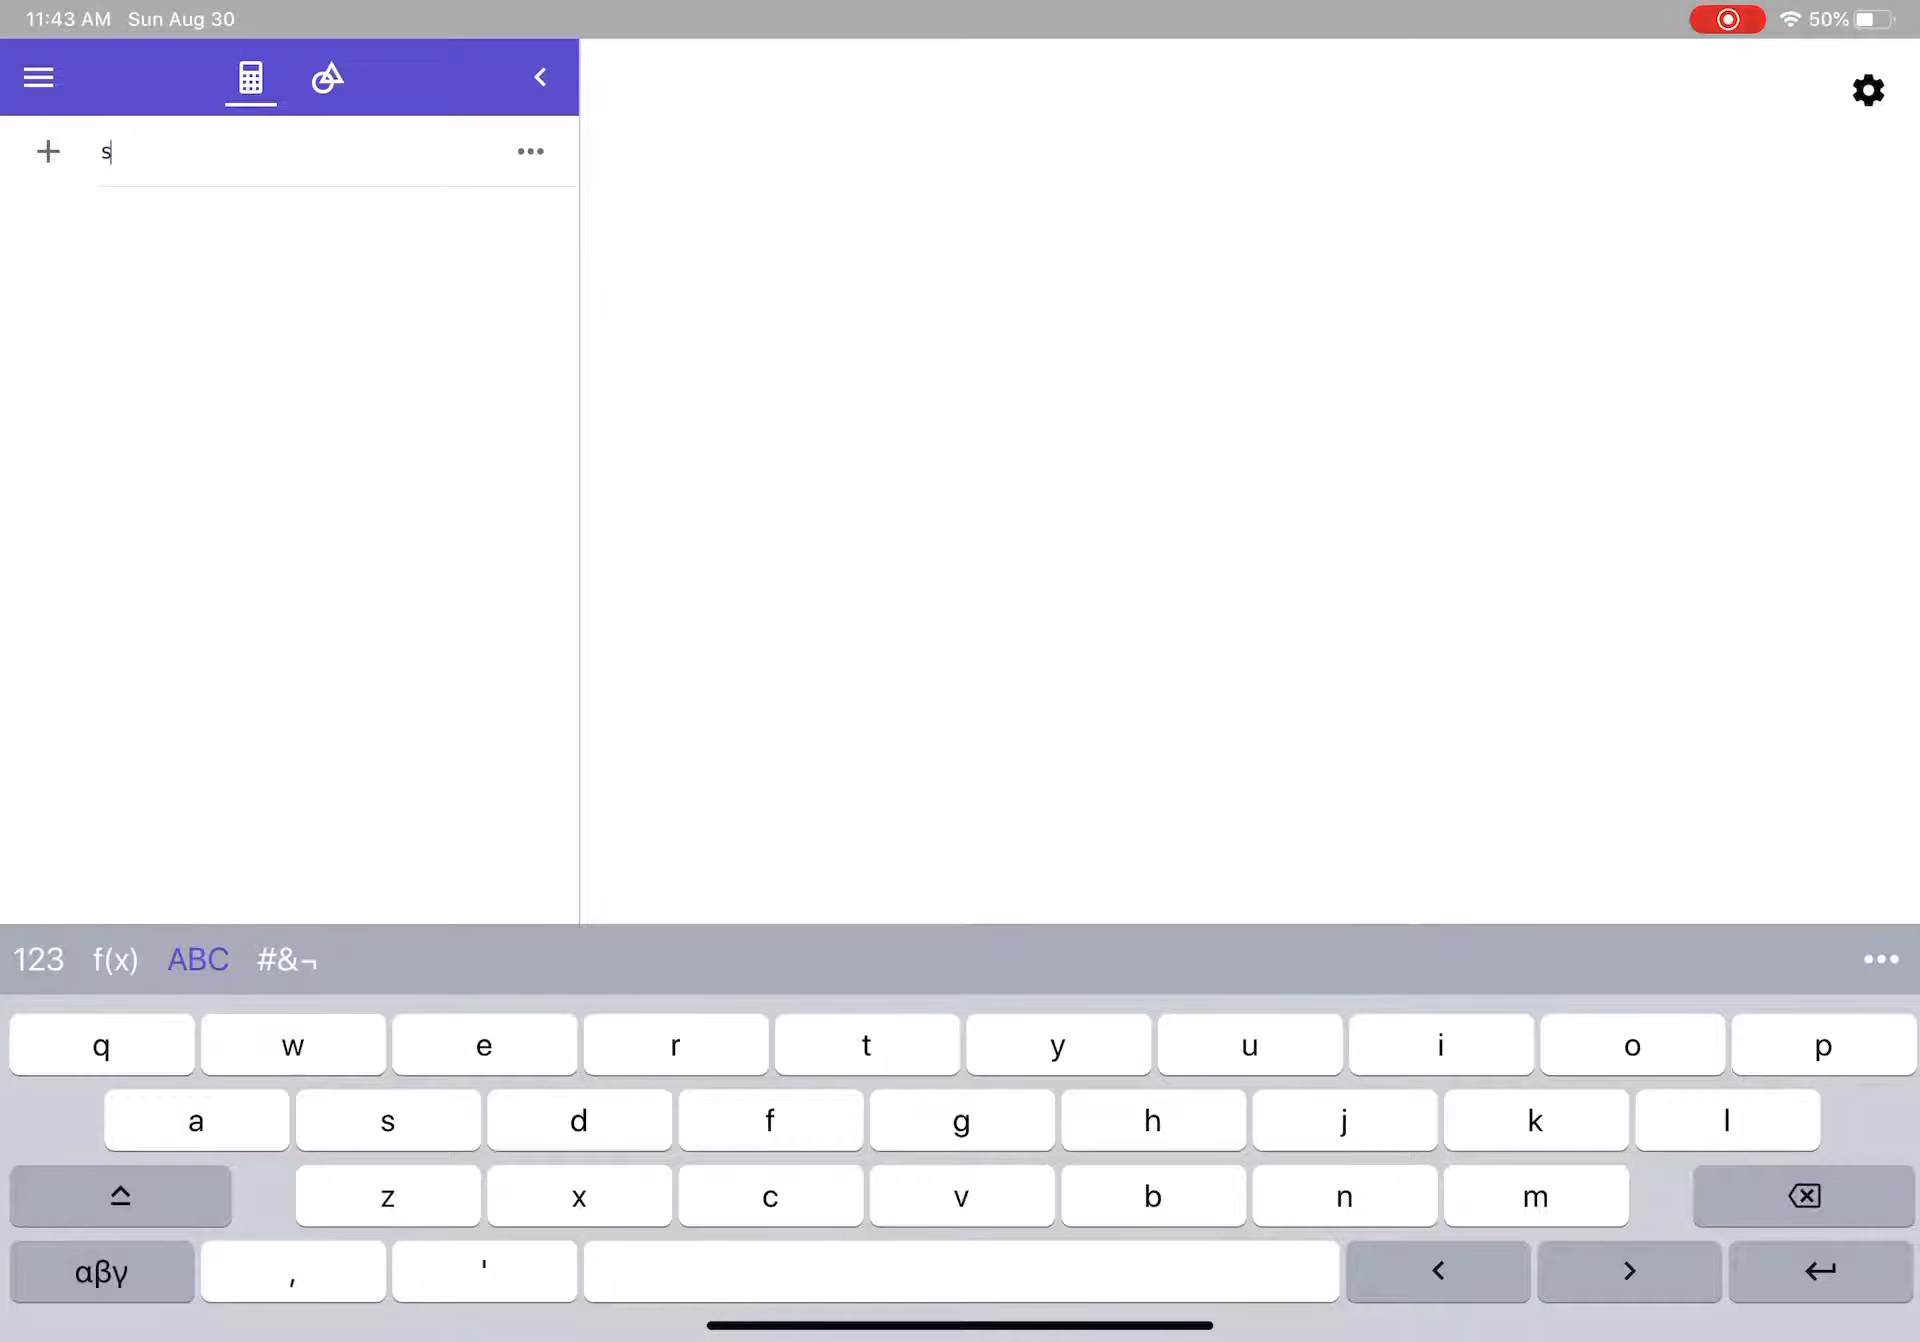 11:43 AM Sun Aug 30
50%
s
123 f(x) ABC #&¬
q w e r t y u i o p
a s d f g h j k l
z x c v b n m
αβγ , '